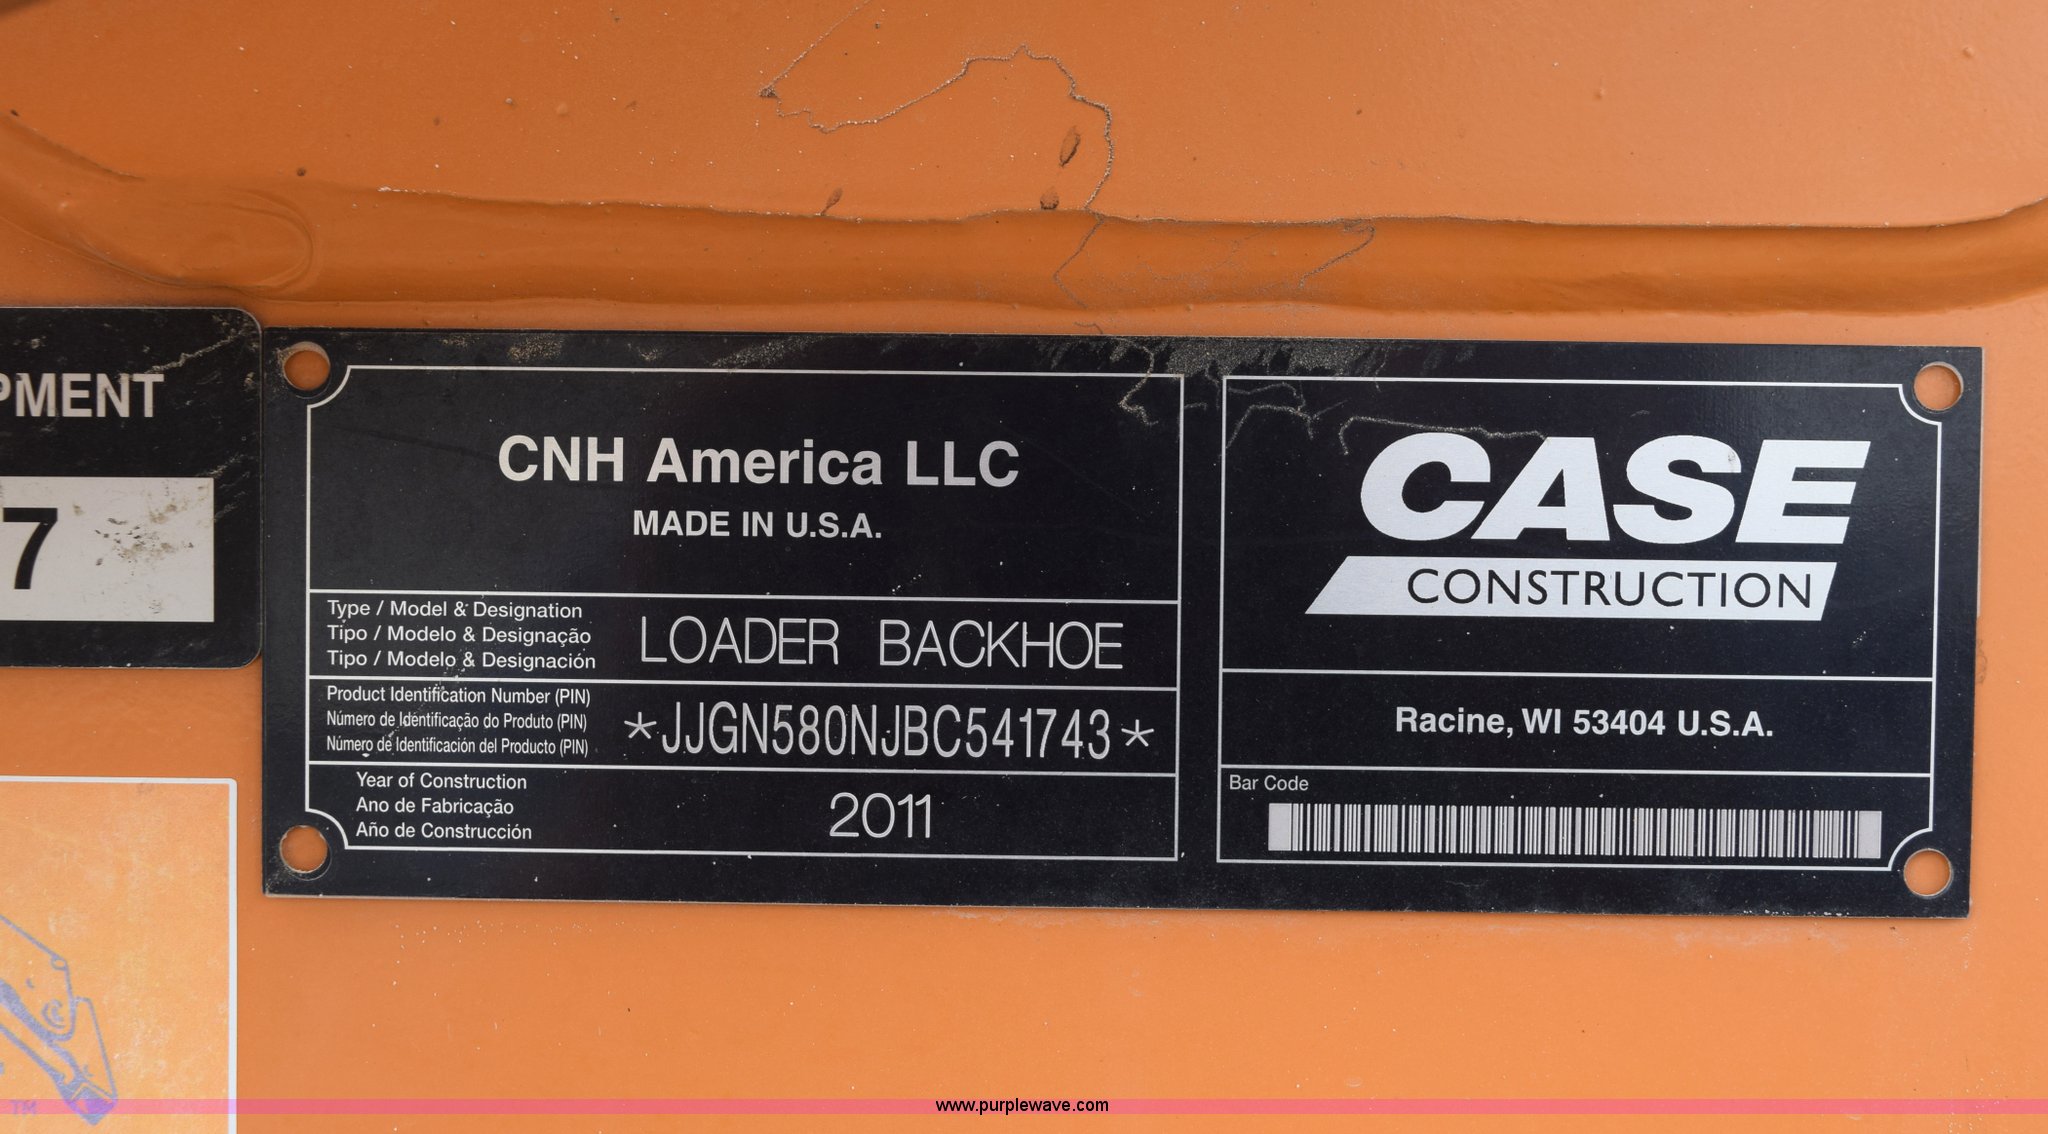 PMENT
7
CNH America LLC
MADE IN U.S.A.
Type / Model & Designation
Tipo / Modelo & Designação
Tipo / Modelo & Designación
LOADER BACKHOE
Product Identification Number (PIN)
Número de Identificação do Produto (PIN)
Número de Identificación del Producto (PIN)
*JJGN580NJBC541743*
Year of Construction
Ano de Fabricação
Año de Construcción
2011
CASE
CONSTRUCTION
Racine, WI 53404 U.S.A.
Bar Code
TM
www.purplewave.com